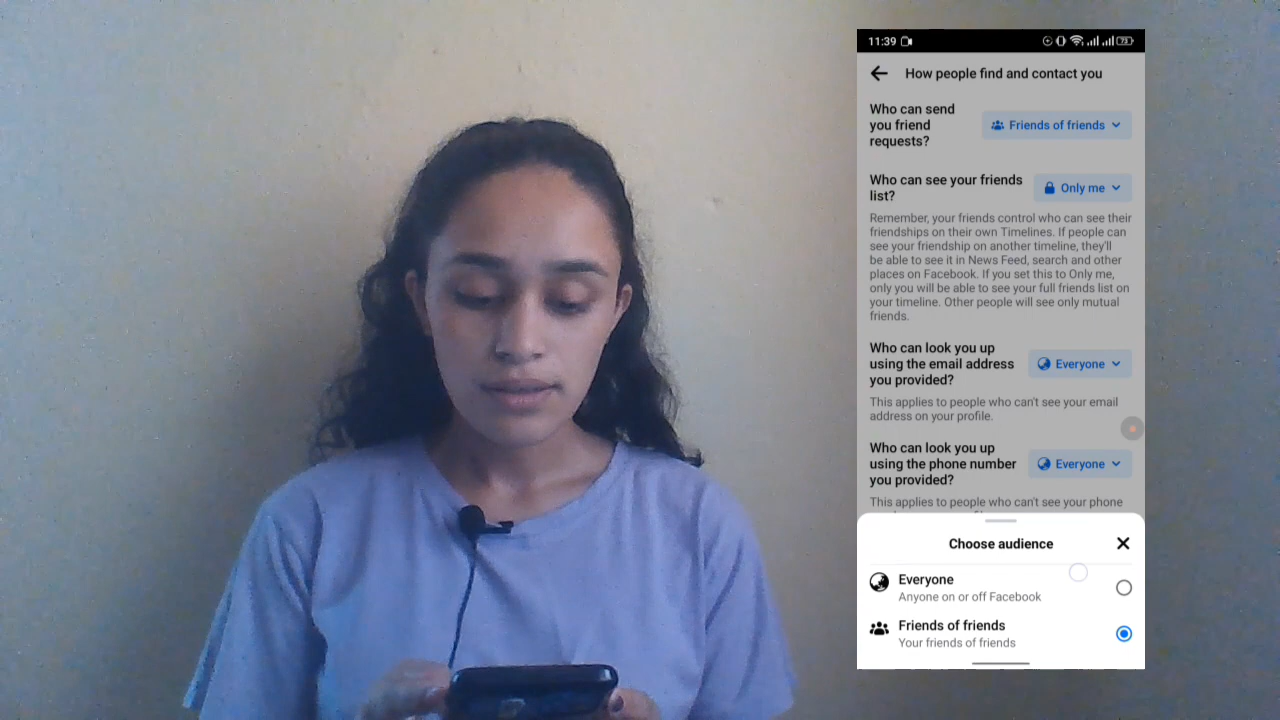 11:39
73
How people find and contact you
Who can send
you friend
requests?
Friends of friends
Who can see your friends
list?
Only me
Remember, your friends control who can see their
friendships on their own Timelines. If people can
see your friendship on another timeline, they'll
be able to see it in News Feed, search and other
places on Facebook. If you set this to Only me,
only you will be able to see your full friends list on
your timeline. Other people will see only mutual
friends.
Who can look you up
using the email address
you provided?
Everyone
This applies to people who can't see your email
address on your profile.
Who can look you up
using the phone number
you provided?
Everyone
This applies to people who can't see your phone
Choose audience
Everyone
Anyone on or off Facebook
Friends of friends
Your friends of friends